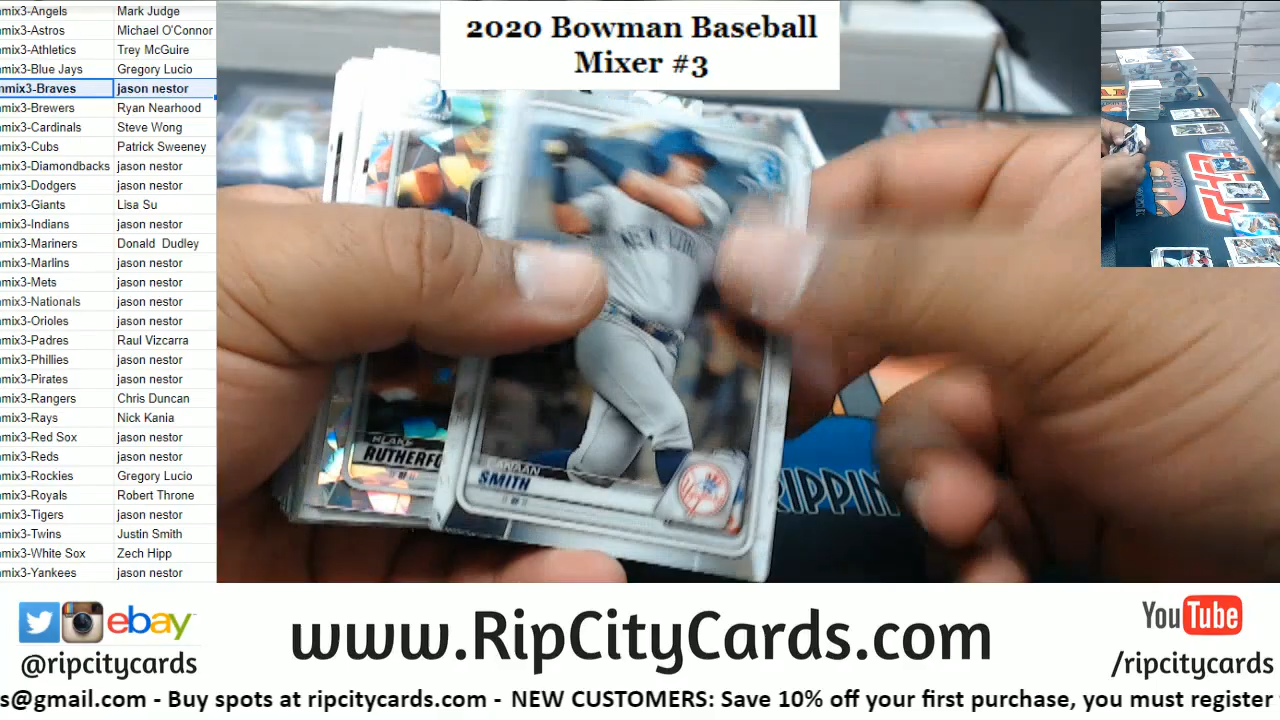 mix3-Angels Mark Judge
mix3-Astros Michael O'Connor
mix3-Athletics Trey McGuire
mix3-Blue Jays Gregory Lucio
mix3-Braves jason nestor
mix3-Brewers Ryan Nearhood
mix3-Cardinals Steve Wong
mix3-Cubs Patrick Sweeney
mix3-Diamondbacks jason nestor
mix3-Dodgers jason nestor
mix3-Giants Lisa Su
mix3-Indians jason nestor
mix3-Mariners Donald Dudley
mix3-Marlins jason nestor
mix3-Mets jason nestor
mix3-Nationals jason nestor
mix3-Orioles jason nestor
mix3-Padres Raul Vizcarra
mix3-Phillies jason nestor
mix3-Pirates jason nestor
mix3-Rangers Chris Duncan
mix3-Rays Nick Kania
mix3-Red Sox jason nestor
mix3-Reds jason nestor
mix3-Rockies Gregory Lucio
mix3-Royals Robert Throne
mix3-Tigers jason nestor
mix3-Twins Justin Smith
mix3-White Sox Zech Hipp
mix3-Yankees jason nestor
2020 Bowman Baseball
Mixer #3
NEW YORK
BLAKE
RUTHERFO
CANAAN
SMITH
RIPPIN
ebay
@ripcitycards
www.RipCityCards.com
YouTube
/ripcitycards
s@gmail.com - Buy spots at ripcitycards.com - NEW CUSTOMERS: Save 10% off your first purchase, you must register